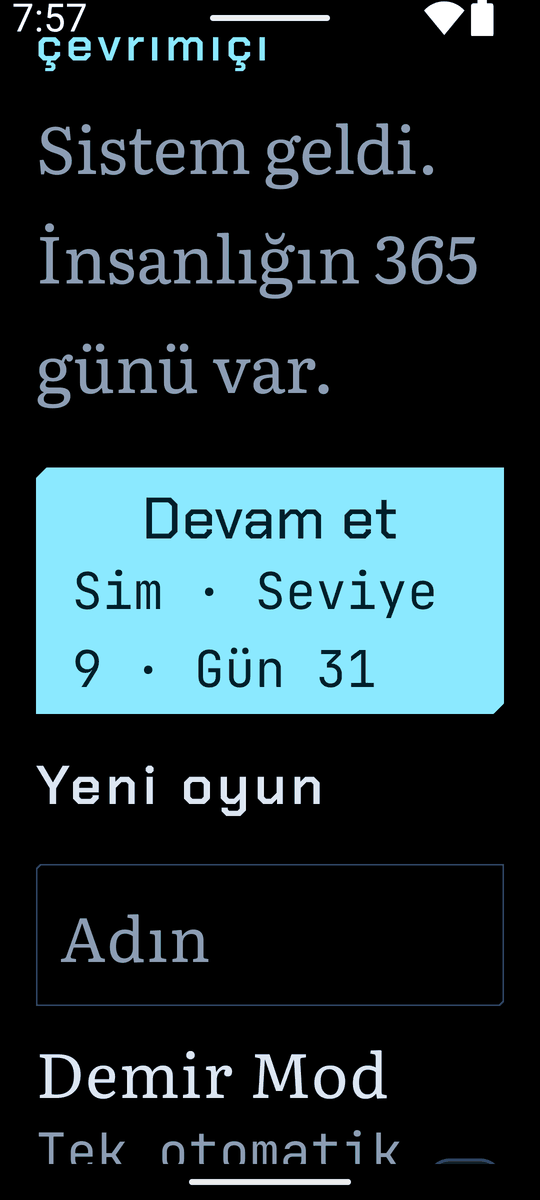 7:57
çevrimiçi
Sistem geldi.
İnsanlığın 365
günü var.
Devam et
Sim · Seviye
9 · Gün 31
Yeni oyun
Adın
Demir Mod
Tek otomatik